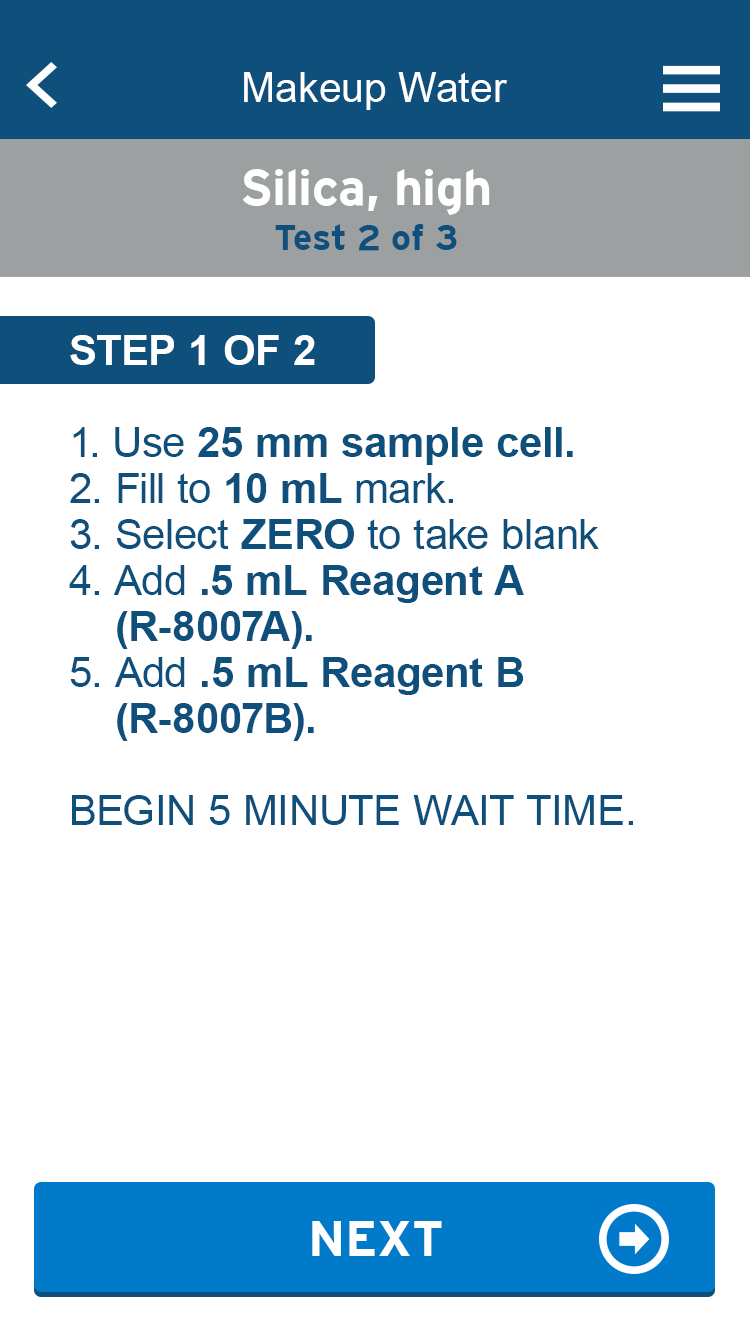 Makeup Water
Silica, high
Test 2 of 3
STEP 1 OF 2
1. Use 25 mm sample cell.
2. Fill to 10 mL mark.
3. Select ZERO to take blank
4. Add .5 mL Reagent A
(R-8007A).
5. Add .5 mL Reagent B
(R-8007B).
BEGIN 5 MINUTE WAIT TIME.
NEXT